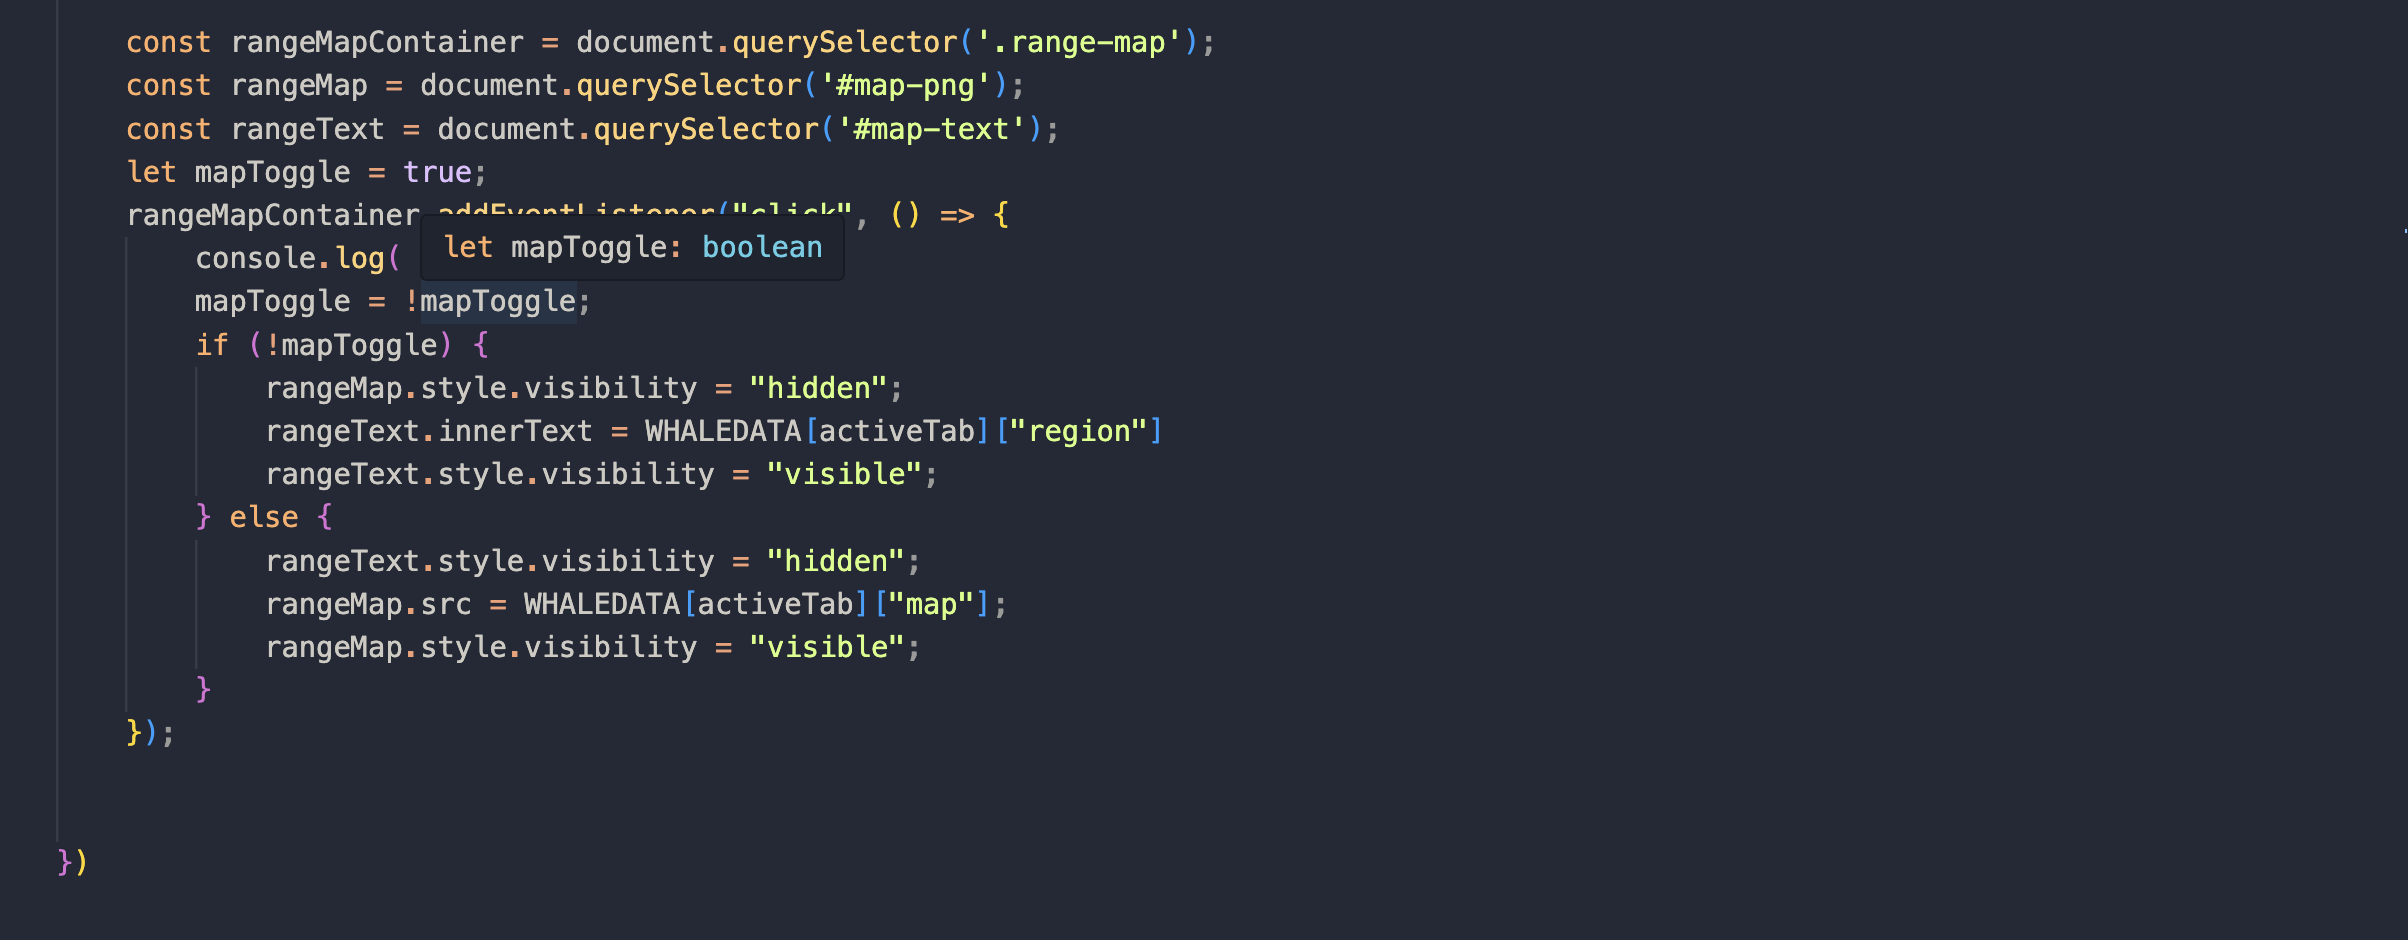 const rangeMapContainer = document.querySelector('.range-map');
const rangeMap = document.querySelector('#map-png');
const rangeText = document.querySelector('#map-text');
let mapToggle = true;
rangeMapContainer.addEventListener("click", () => {
let mapToggle: boolean
console.log(
mapToggle = !mapToggle;
if (!mapToggle) {
rangeMap.style.visibility = "hidden";
rangeText.innerText = WHALEDATA[activeTab]["region"]
rangeText.style.visibility = "visible";
} else {
rangeText.style.visibility = "hidden";
rangeMap.src = WHALEDATA[activeTab]["map"];
rangeMap.style.visibility = "visible";
}
});
})